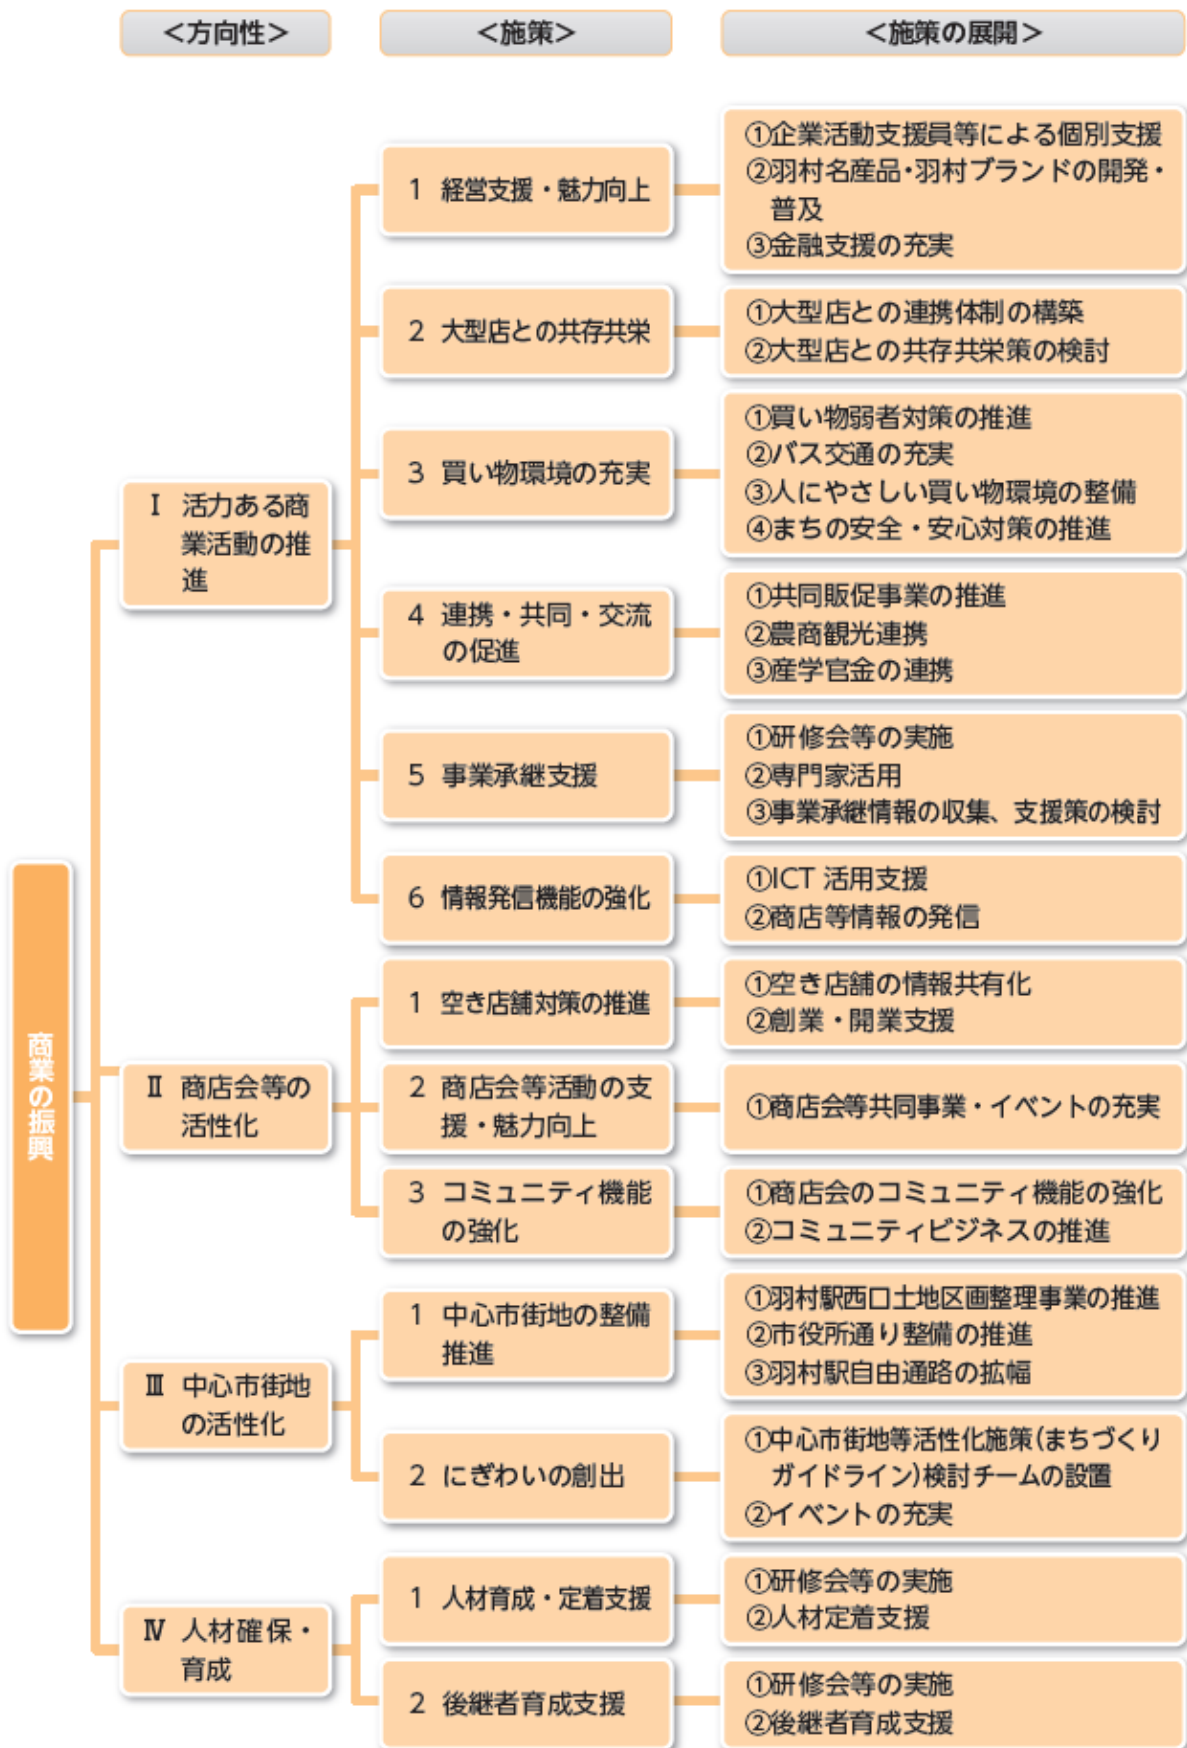 ＜方向性＞
＜施策＞
＜施策の展開＞
商業の振興
Ⅰ 活力ある商
業活動の推
進
1 経営支援・魅力向上
①企業活動支援員等による個別支援
②羽村名産品・羽村ブランドの開発・
普及
③金融支援の充実
2 大型店との共存共栄
①大型店との連携体制の構築
②大型店との共存共栄策の検討
3 買い物環境の充実
①買い物弱者対策の推進
②バス交通の充実
③人にやさしい買い物環境の整備
④まちの安全・安心対策の推進
4 連携・共同・交流
の促進
①共同販促事業の推進
②農商観光連携
③産学官金の連携
5 事業承継支援
①研修会等の実施
②専門家活用
③事業承継情報の収集、支援策の検討
6 情報発信機能の強化
①ICT 活用支援
②商店等情報の発信
Ⅱ 商店会等の
活性化
1 空き店舗対策の推進
①空き店舗の情報共有化
②創業・開業支援
2 商店会等活動の支
援・魅力向上
①商店会等共同事業・イベントの充実
3 コミュニティ機能
の強化
①商店会のコミュニティ機能の強化
②コミュニティビジネスの推進
Ⅲ 中心市街地
の活性化
1 中心市街地の整備
推進
①羽村駅西口土地区画整理事業の推進
②市役所通り整備の推進
③羽村駅自由通路の拡幅
2 にぎわいの創出
①中心市街地等活性化施策(まちづくり
ガイドライン)検討チームの設置
②イベントの充実
Ⅳ 人材確保・
育成
1 人材育成・定着支援
①研修会等の実施
②人材定着支援
2 後継者育成支援
①研修会等の実施
②後継者育成支援